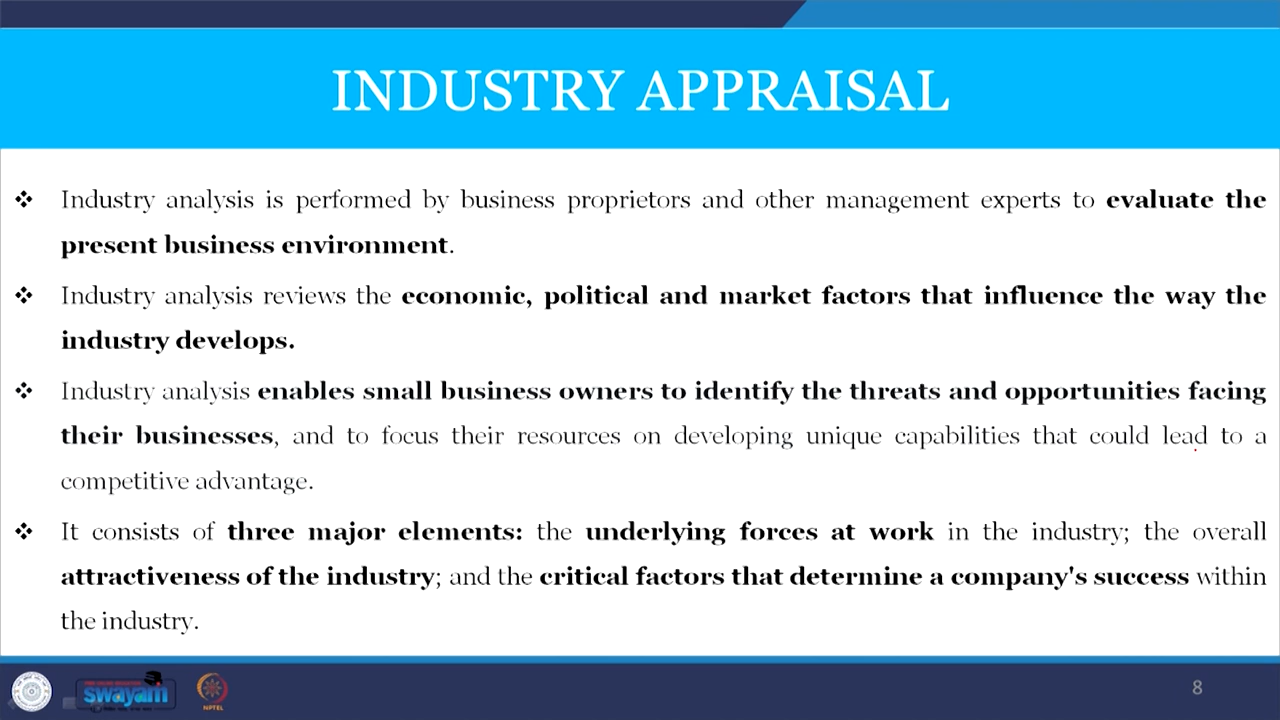 INDUSTRY APPRAISAL
❖ Industry analysis is performed by business proprietors and other management experts to evaluate the
present business environment.
❖ Industry analysis reviews the economic, political and market factors that influence the way the
industry develops.
❖ Industry analysis enables small business owners to identify the threats and opportunities facing
their businesses, and to focus their resources on developing unique capabilities that could lead to a
competitive advantage.
❖ It consists of three major elements: the underlying forces at work in the industry; the overall
attractiveness of the industry; and the critical factors that determine a company's success within
the industry.
swayam
NPTEL
8